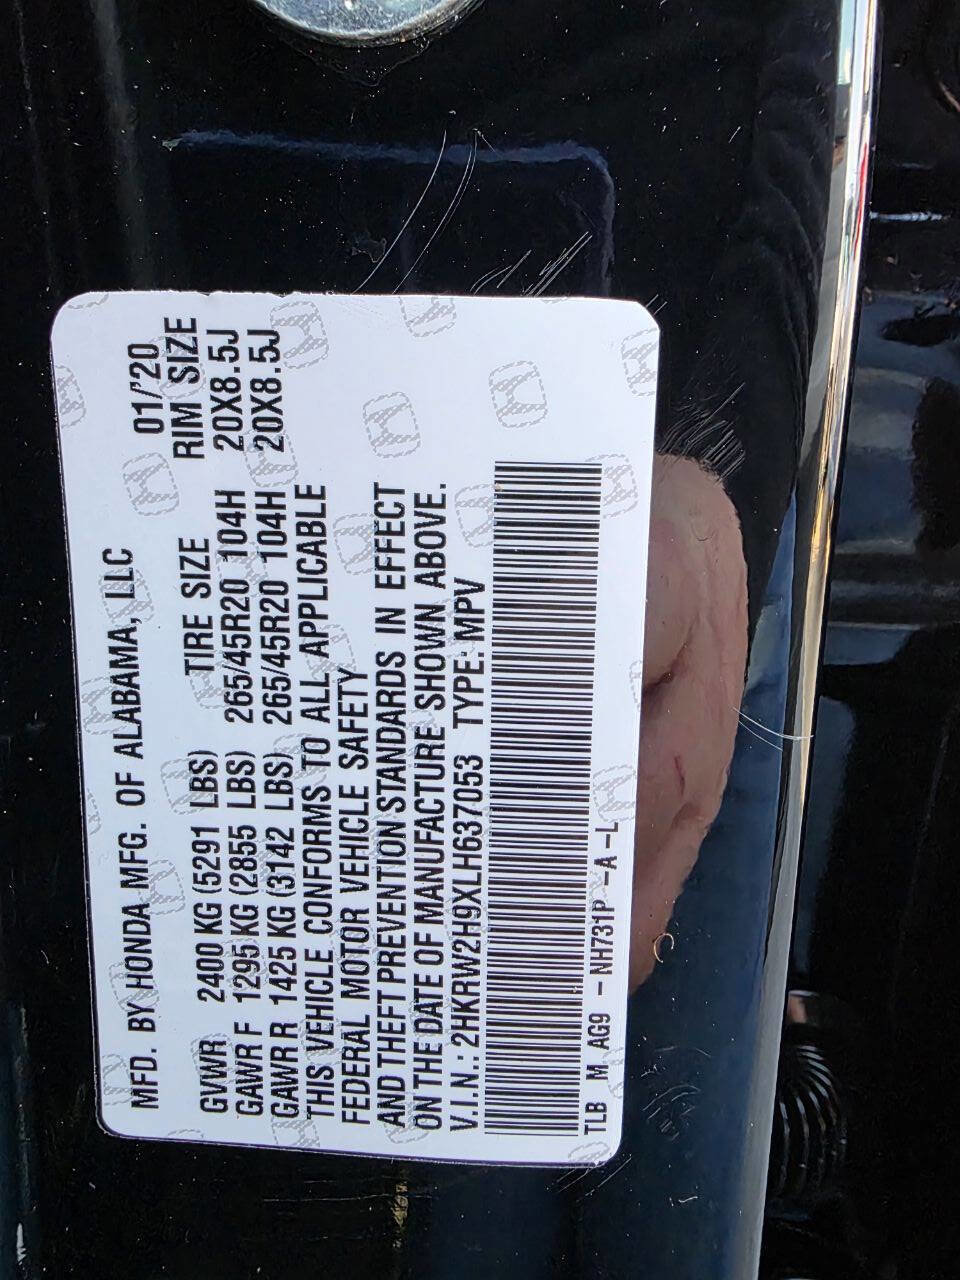 MFD. BY HONDA MFG. OF ALABAMA, LLC 01/'20
TIRE SIZE RIM SIZE
GVWR 2400 KG (5291 LBS)
GAWR F 1295 KG (2855 LBS) 265/45R20 104H 20X8.5J
GAWR R 1425 KG (3142 LBS) 265/45R20 104H 20X8.5J
THIS VEHICLE CONFORMS TO ALL APPLICABLE
FEDERAL MOTOR VEHICLE SAFETY
AND THEFT PREVENTION STANDARDS IN EFFECT
ON THE DATE OF MANUFACTURE SHOWN ABOVE.
V.I.N.: 2HKRW2H9XLH637053 TYPE: MPV
TLB M AG9 - NH731P - A - L